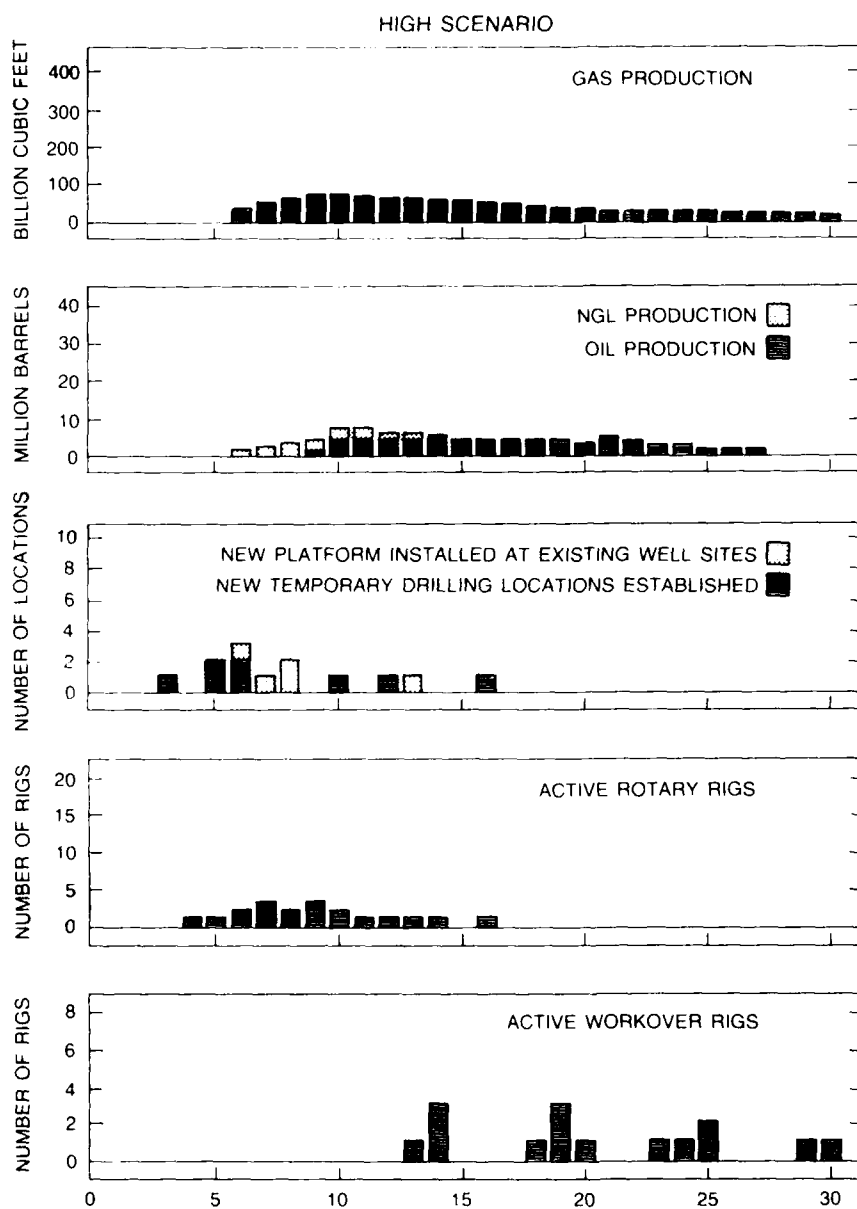 HIGH SCENARIO
BILLION CUBIC FEET
GAS PRODUCTION
400
300
200
100
0
MILLION BARRELS
NGL PRODUCTION
OIL PRODUCTION
40
30
20
10
0
NUMBER OF LOCATIONS
NEW PLATFORM INSTALLED AT EXISTING WELL SITES
NEW TEMPORARY DRILLING LOCATIONS ESTABLISHED
10
8
6
4
2
0
NUMBER OF RIGS
ACTIVE ROTARY RIGS
20
15
10
5
0
NUMBER OF RIGS
ACTIVE WORKOVER RIGS
8
6
4
2
0
0 5 10 15 20 25 30